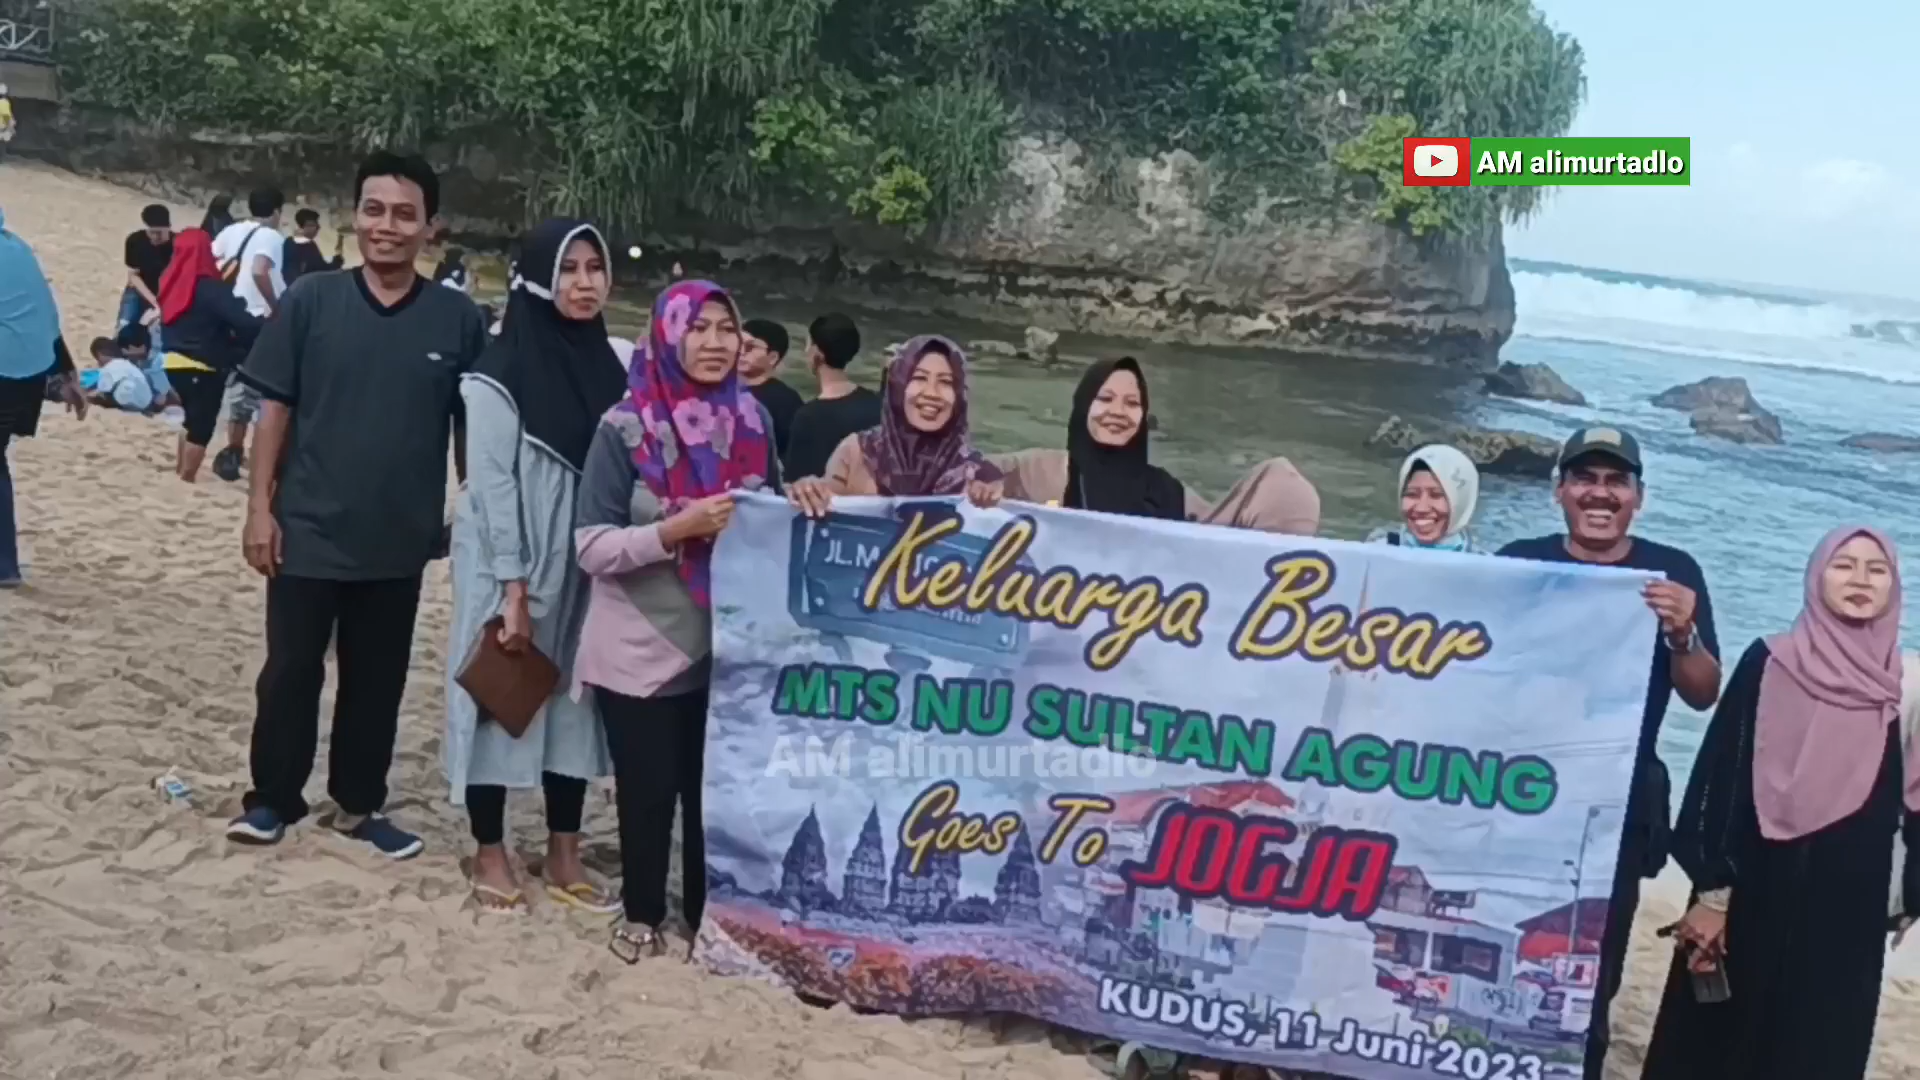 AM alimurtadlo
Keluarga Besar
MTS NU SULTAN AGUNG
AM alimurtadlo
Goes To JOGJA
KUDUS, 11 Juni 2023